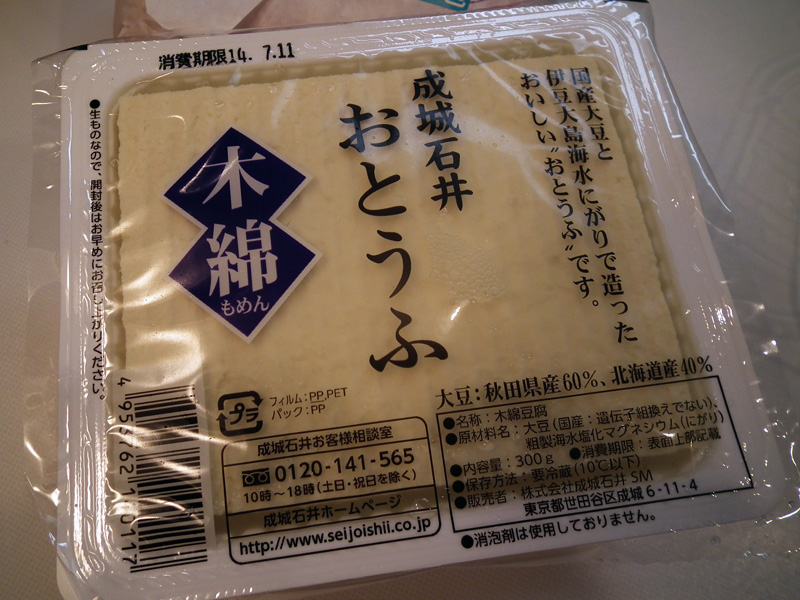 消費期限14. 7.11
国産大豆と
伊豆大島海水にがりで造った
おいしい"おとうふ"です。
成城石井
おとうふ
木綿
もめん
●生ものなので、開封後はお早めにお召し上がりください。
プラ
フィルム：PP,PET
パック：PP
成城石井お客様相談室
0120-141-565
10時～18時(土日・祝日を除く)
成城石井ホームページ
http://www.seijoishii.co.jp
大豆：秋田県産60%、北海道産40%
●名称：木綿豆腐
●原材料名：大豆(国産：遺伝子組換えでない)、
粗製海水塩化マグネシウム(にがり)
●内容量：300g ●消費期限：表面上部記載
●保存方法：要冷蔵(10℃以下)
●販売者：株式会社成城石井 SM
東京都世田谷区成城6-11-4
●消泡剤は使用しておりません。